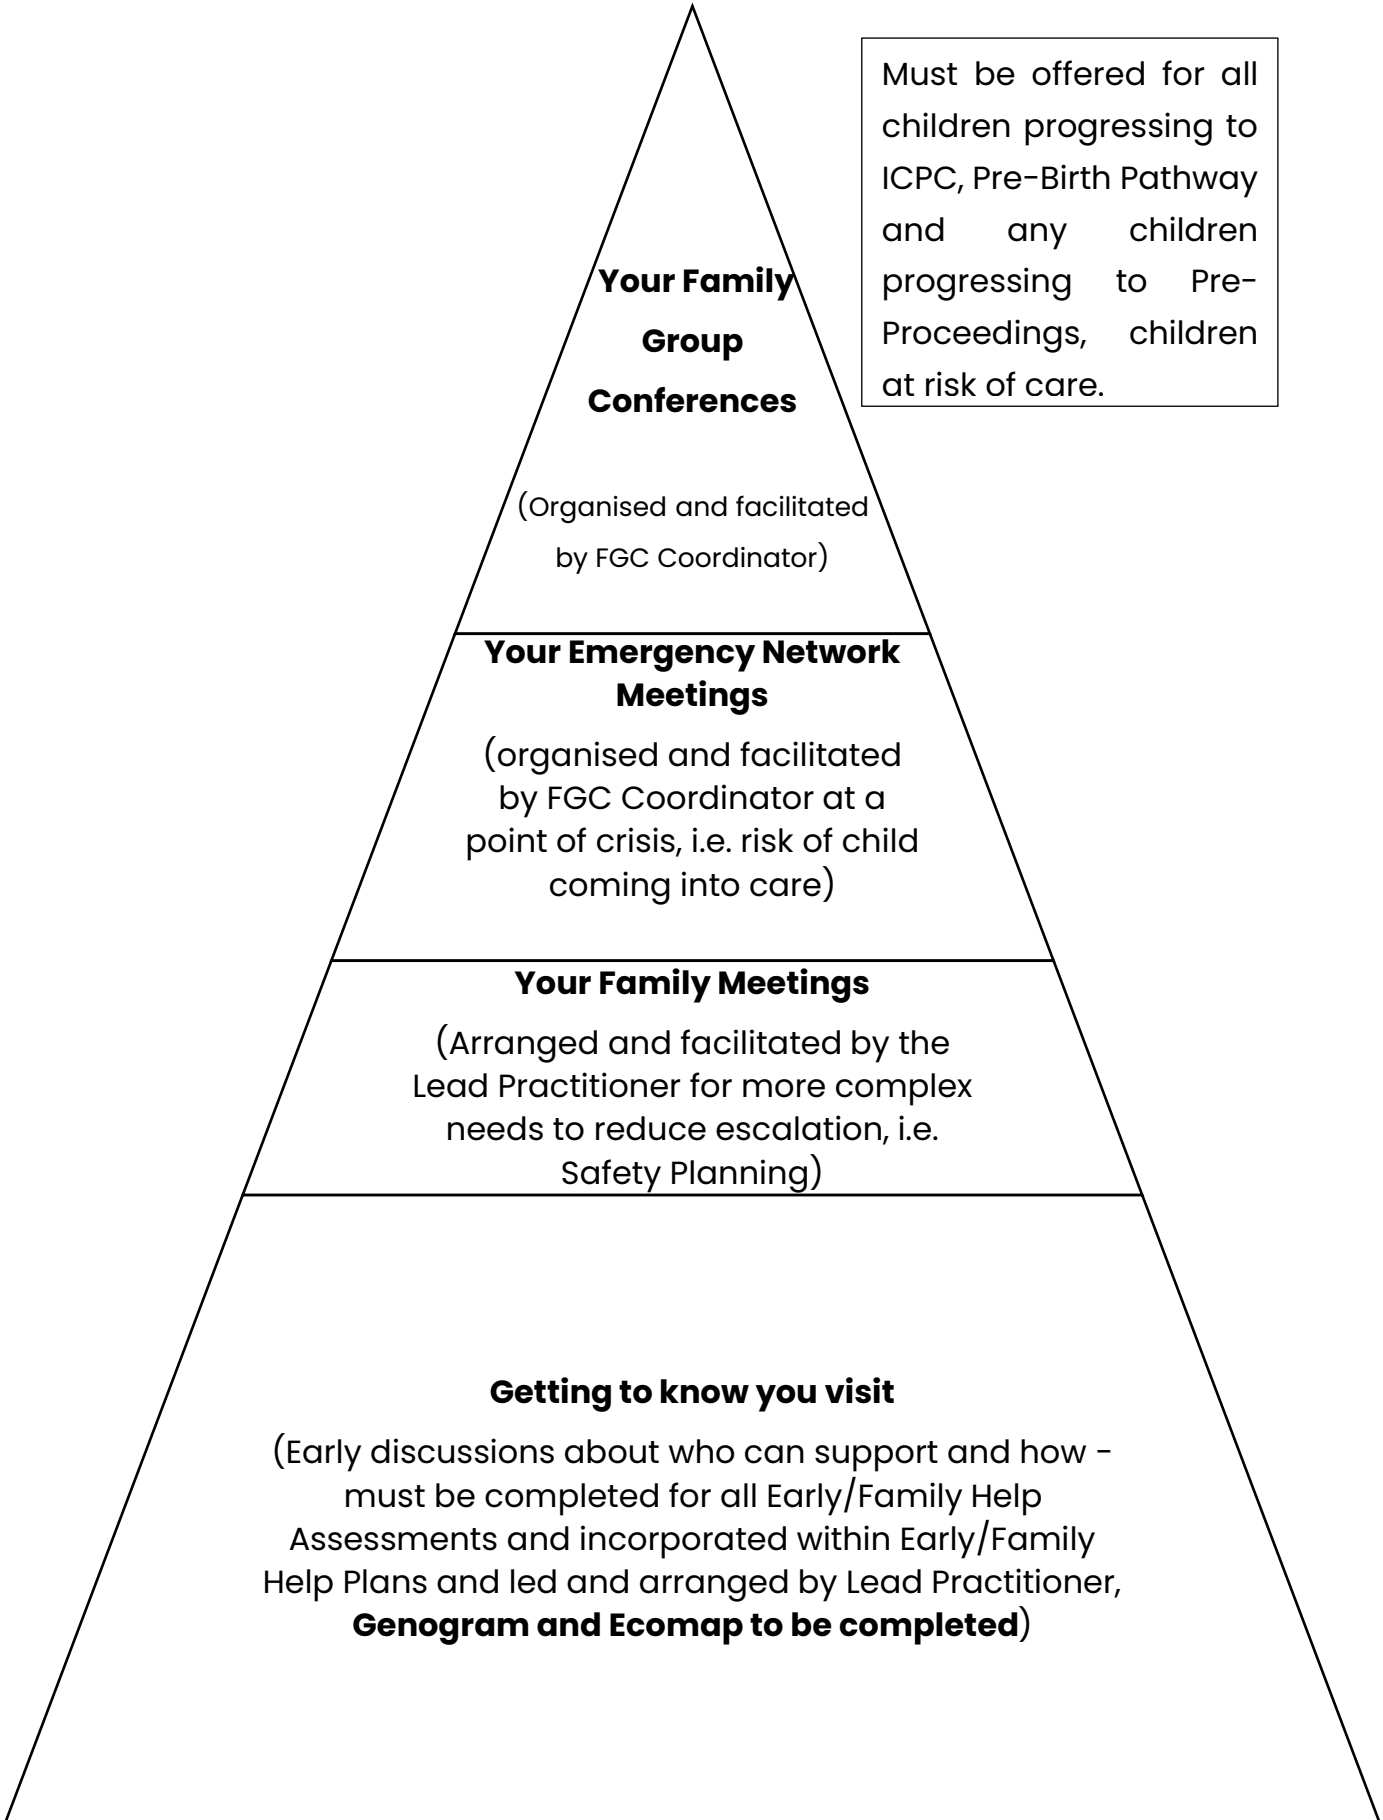 Must be offered for all
children progressing to
ICPC, Pre-Birth Pathway
and any children
progressing to Pre-
Proceedings, children
at risk of care.
Your Family
Group
Conferences
(Organised and facilitated
by FGC Coordinator)
Your Emergency Network
Meetings
(organised and facilitated
by FGC Coordinator at a
point of crisis, i.e. risk of child
coming into care)
Your Family Meetings
(Arranged and facilitated by the
Lead Practitioner for more complex
needs to reduce escalation, i.e.
Safety Planning)
Getting to know you visit
(Early discussions about who can support and how -
must be completed for all Early/Family Help
Assessments and incorporated within Early/Family
Help Plans and led and arranged by Lead Practitioner,
Genogram and Ecomap to be completed)